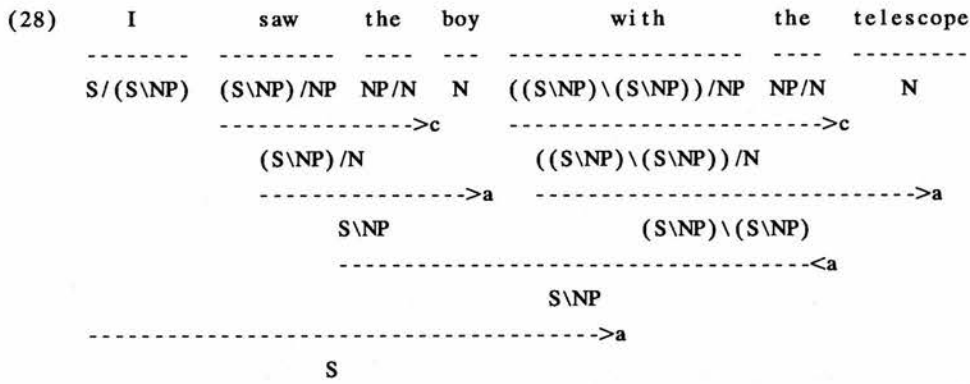 (28) I saw the boy with the telescope
-------- --------- ---- --- ------------------ ---- ---------
S/(S\NP) (S\NP)/NP NP/N N ((S\NP)\(S\NP))/NP NP/N N
--------------->c ------------------------>c
(S\NP)/N ((S\NP)\(S\NP))/N
---------------->a ----------------------------->a
S\NP (S\NP)\(S\NP)
------------------------------------<a
S\NP
---------------------------------------->a
S